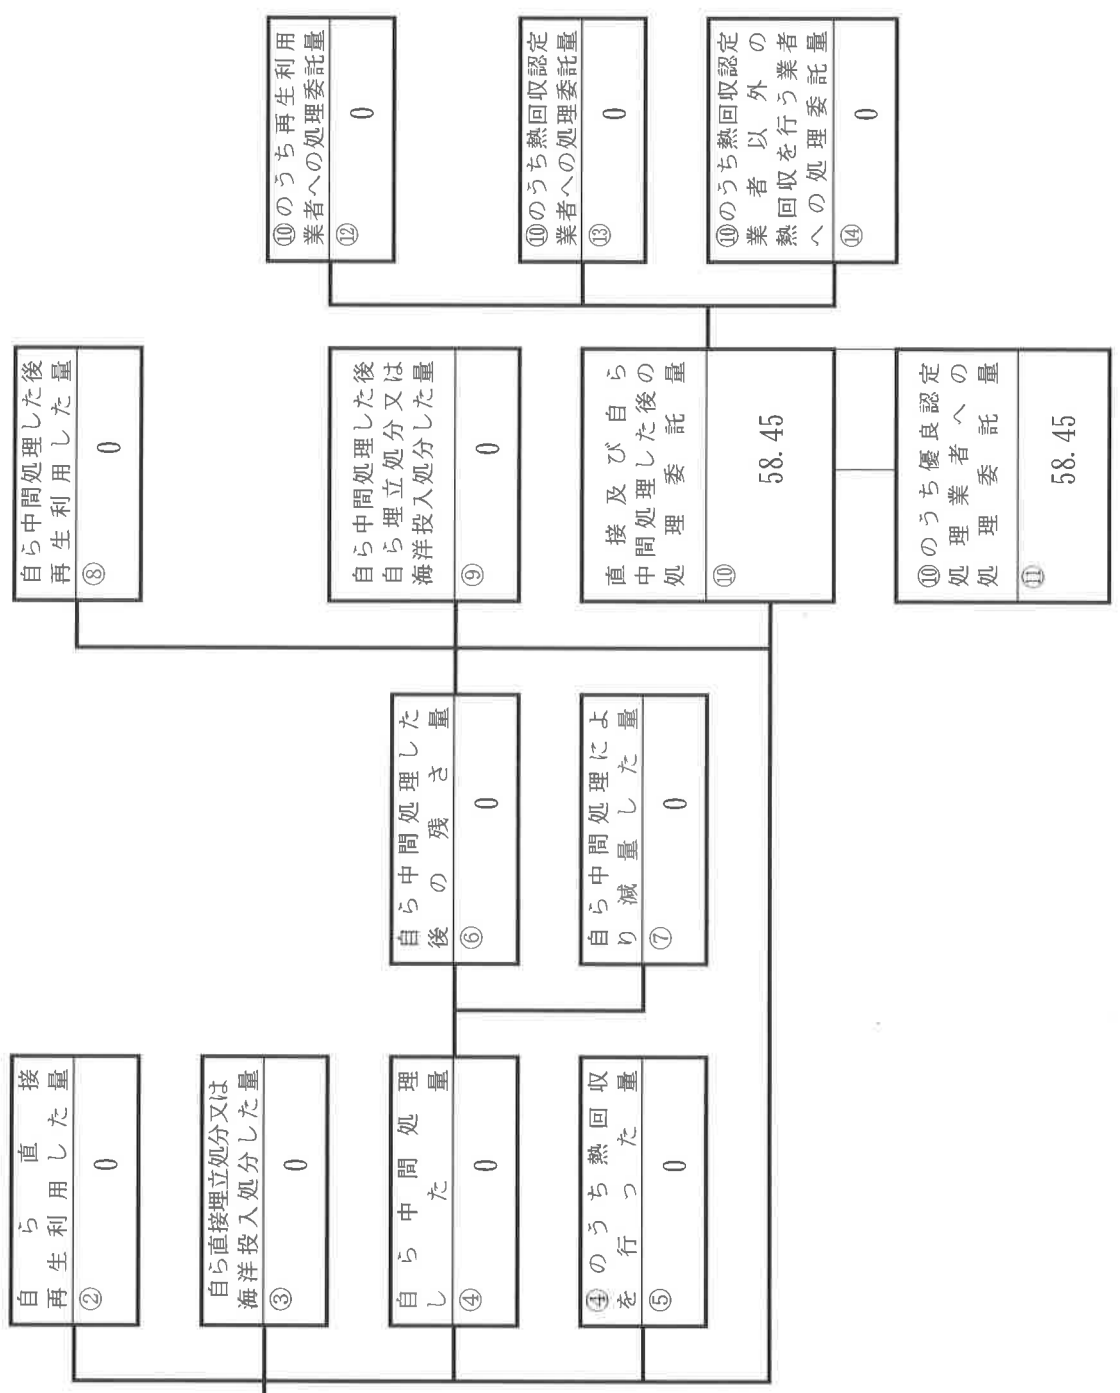 自ら直接
再生利用した量
②
0
自ら直接埋立処分又は
海洋投入処分した量
③
0
自ら中間処理
した量
④
0
④のうち熱回収
を行った量
⑤
0
自ら中間処理した
後の残さ量
⑥
0
自ら中間処理によ
り減量した量
⑦
0
自ら中間処理した後
再生利用した量
⑧
0
自ら中間処理した後
自ら埋立処分又は
海洋投入処分した量
⑨
0
直接及び自ら
中間処理した後の
処理委託量
⑩
58.45
⑩のうち優良認定
処理業者への
処理委託量
⑪
58.45
⑩のうち再生利用
業者への処理委託量
⑫
0
⑩のうち熱回収認定
業者への処理委託量
⑬
0
⑩のうち熱回収認定
業者以外の
熱回収を行う業者
への処理委託量
⑭
0